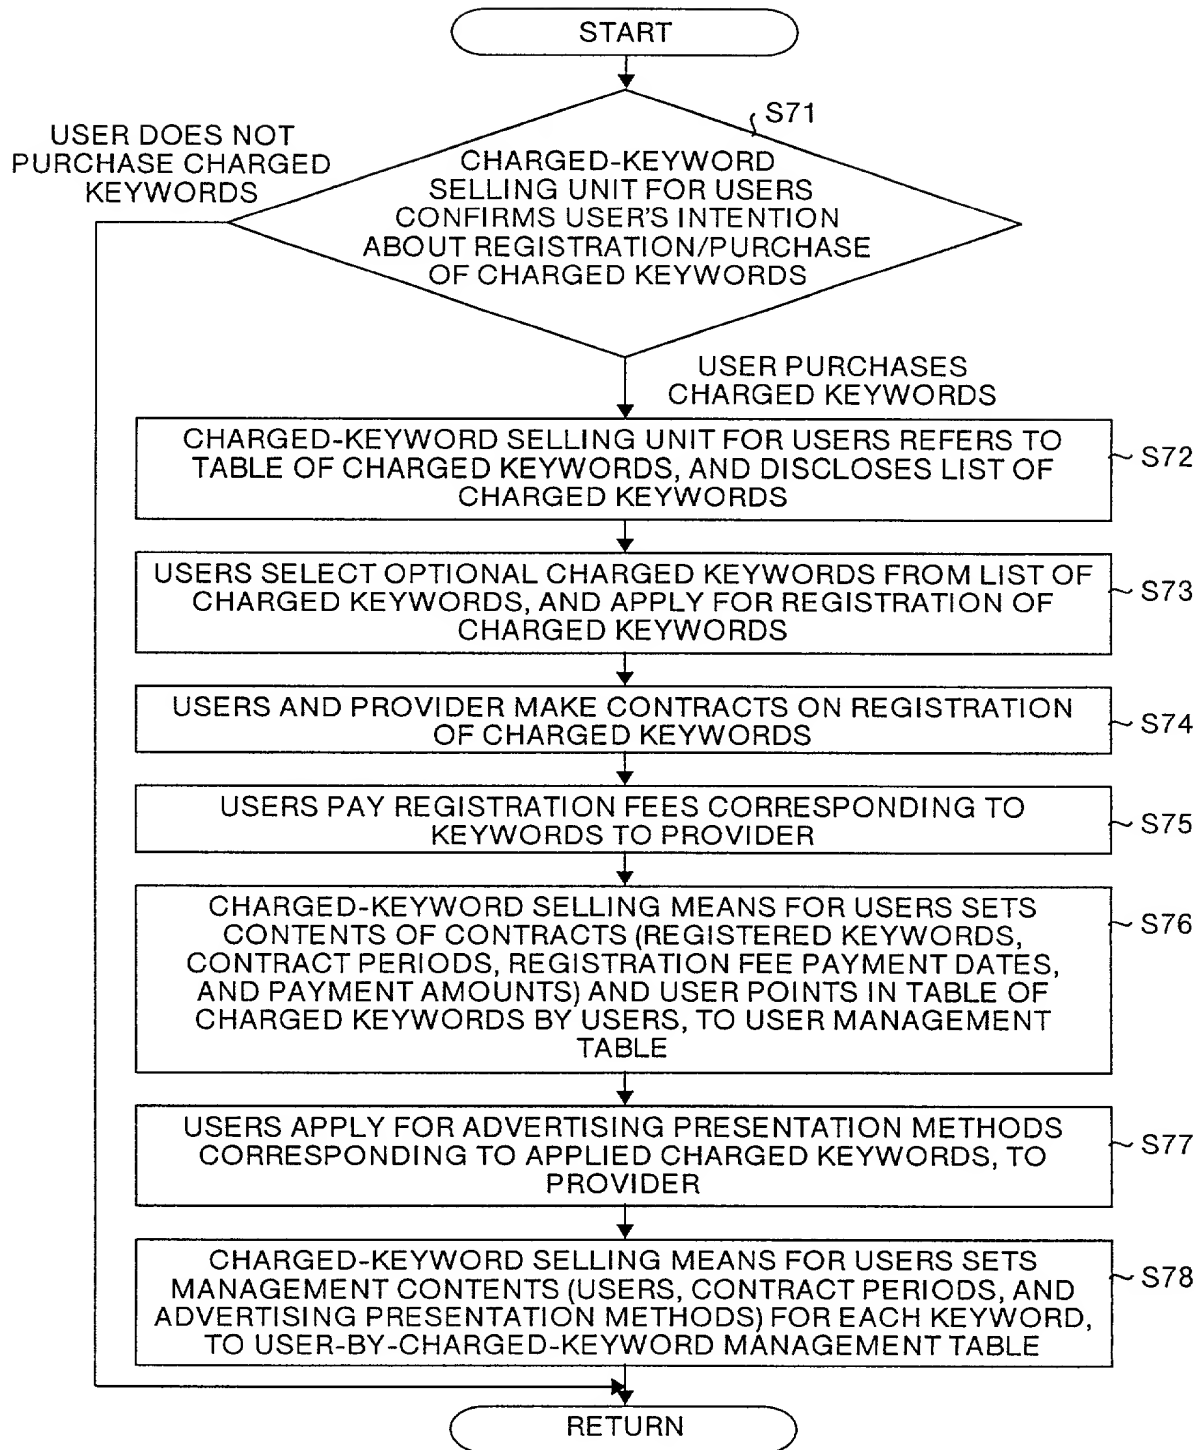 START
S71
USER DOES NOT
PURCHASE CHARGED
KEYWORDS
CHARGED-KEYWORD
SELLING UNIT FOR USERS
CONFIRMS USER'S INTENTION
ABOUT REGISTRATION/PURCHASE
OF CHARGED KEYWORDS
USER PURCHASES
CHARGED KEYWORDS
CHARGED-KEYWORD SELLING UNIT FOR USERS REFERS TO
TABLE OF CHARGED KEYWORDS, AND DISCLOSES LIST OF
CHARGED KEYWORDS
S72
USERS SELECT OPTIONAL CHARGED KEYWORDS FROM LIST OF
CHARGED KEYWORDS, AND APPLY FOR REGISTRATION OF
CHARGED KEYWORDS
S73
USERS AND PROVIDER MAKE CONTRACTS ON REGISTRATION
OF CHARGED KEYWORDS
S74
USERS PAY REGISTRATION FEES CORRESPONDING TO
KEYWORDS TO PROVIDER
S75
CHARGED-KEYWORD SELLING MEANS FOR USERS SETS
CONTENTS OF CONTRACTS (REGISTERED KEYWORDS,
CONTRACT PERIODS, REGISTRATION FEE PAYMENT DATES,
AND PAYMENT AMOUNTS) AND USER POINTS IN TABLE OF
CHARGED KEYWORDS BY USERS, TO USER MANAGEMENT
TABLE
S76
USERS APPLY FOR ADVERTISING PRESENTATION METHODS
CORRESPONDING TO APPLIED CHARGED KEYWORDS, TO
PROVIDER
S77
CHARGED-KEYWORD SELLING MEANS FOR USERS SETS
MANAGEMENT CONTENTS (USERS, CONTRACT PERIODS, AND
ADVERTISING PRESENTATION METHODS) FOR EACH KEYWORD,
TO USER-BY-CHARGED-KEYWORD MANAGEMENT TABLE
S78
RETURN